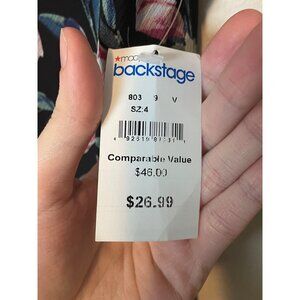 backstage
803 9 V
SZ:4
Comparable Value
$46.00
$26.99